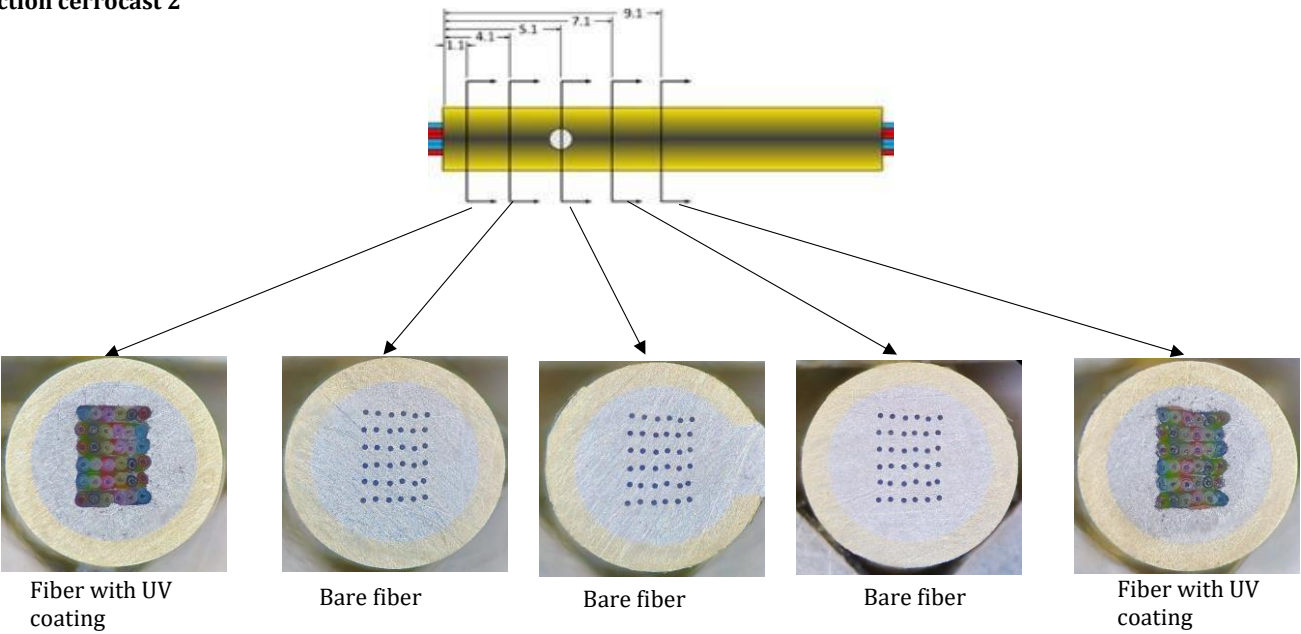 ction cerrocast 2
9.1
7.1
5.1
4.1
1.1
Fiber with UV
coating
Bare fiber
Bare fiber
Bare fiber
Fiber with UV
coating